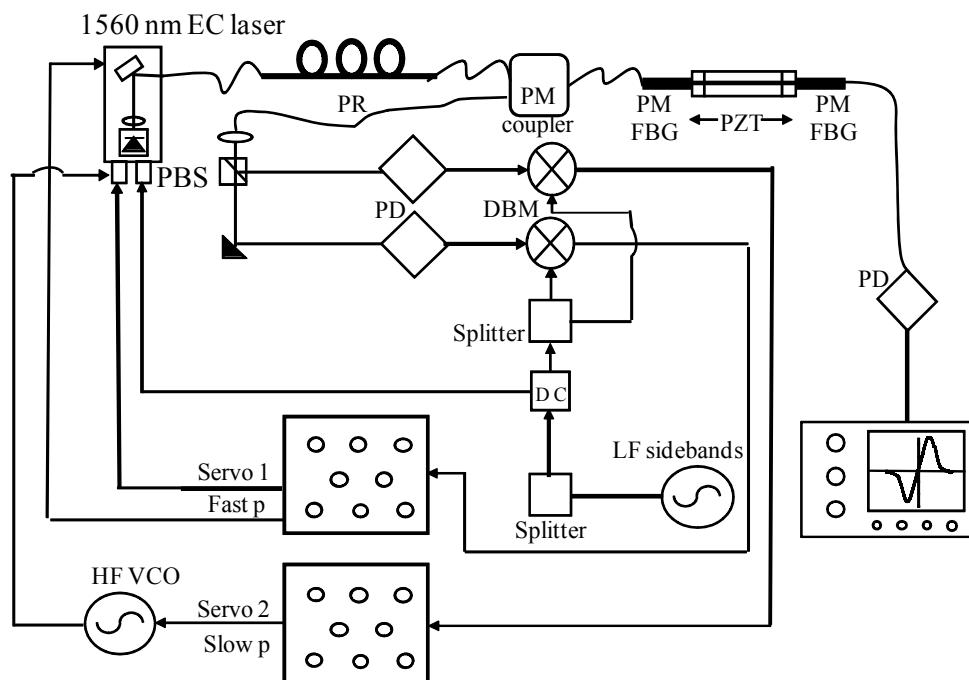 1560 nm EC laser
PR
PM
coupler
PM
FBG
PZT
PM
FBG
PBS
PD
DBM
PD
Splitter
D C
LF sidebands
Servo 1
Fast p
Splitter
HF VCO
Servo 2
Slow p